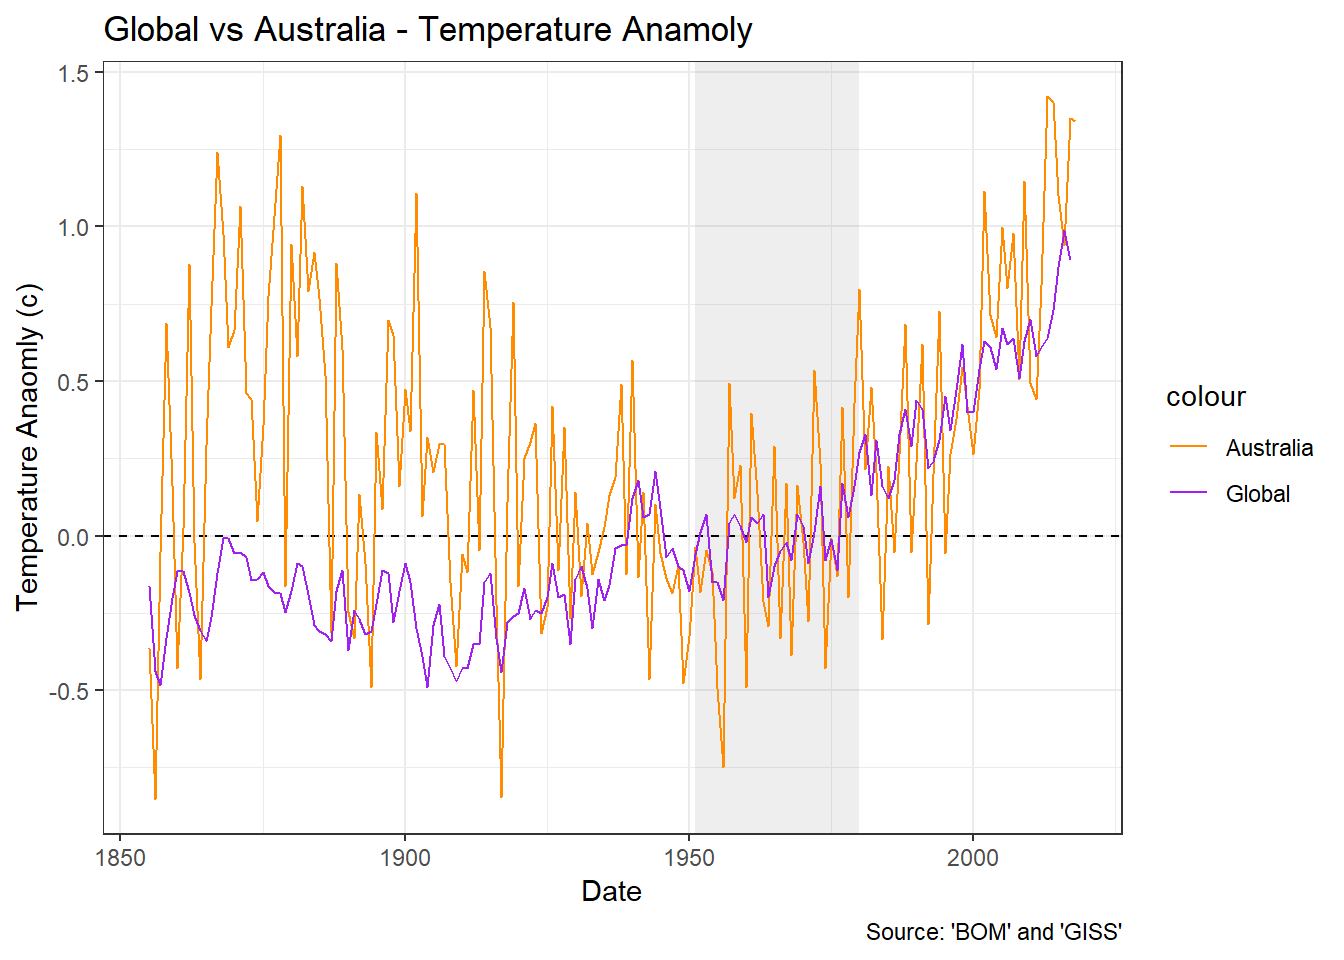 Global vs Australia - Temperature Anamoly
Temperature Anaomly (c)
1.5
1.0
0.5
0.0
-0.5
1850
1900
1950
2000
Date
colour
Australia
Global
Source: 'BOM' and 'GISS'